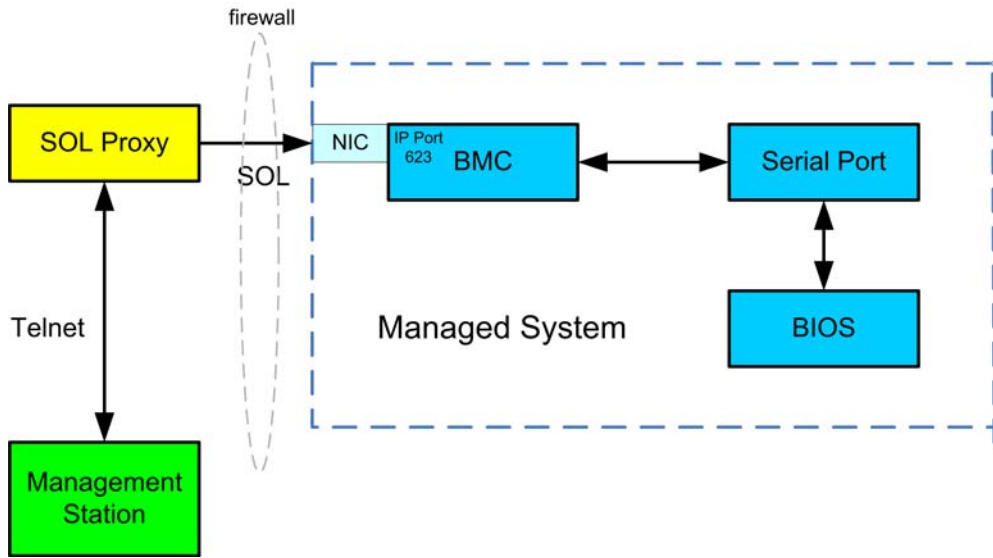 firewall
SOL Proxy
NIC
IP Port
623
BMC
Serial Port
SOL
Telnet
Managed System
BIOS
Management
Station